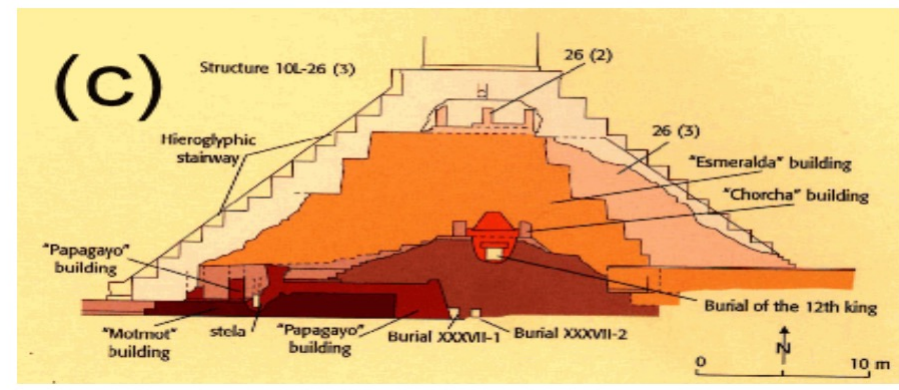 (C)
Structure 10L-26 (3)
26 (2)
Hieroglyphic
stairway
26 (3)
"Esmeralda" building
"Chorcha" building
"Papagayo"
building
Burial of the 12th king
"Motmot"
building
stela
"Papagayo"
building
Burial XXXVII-1
Burial XXXVII-2
N
0
10 m